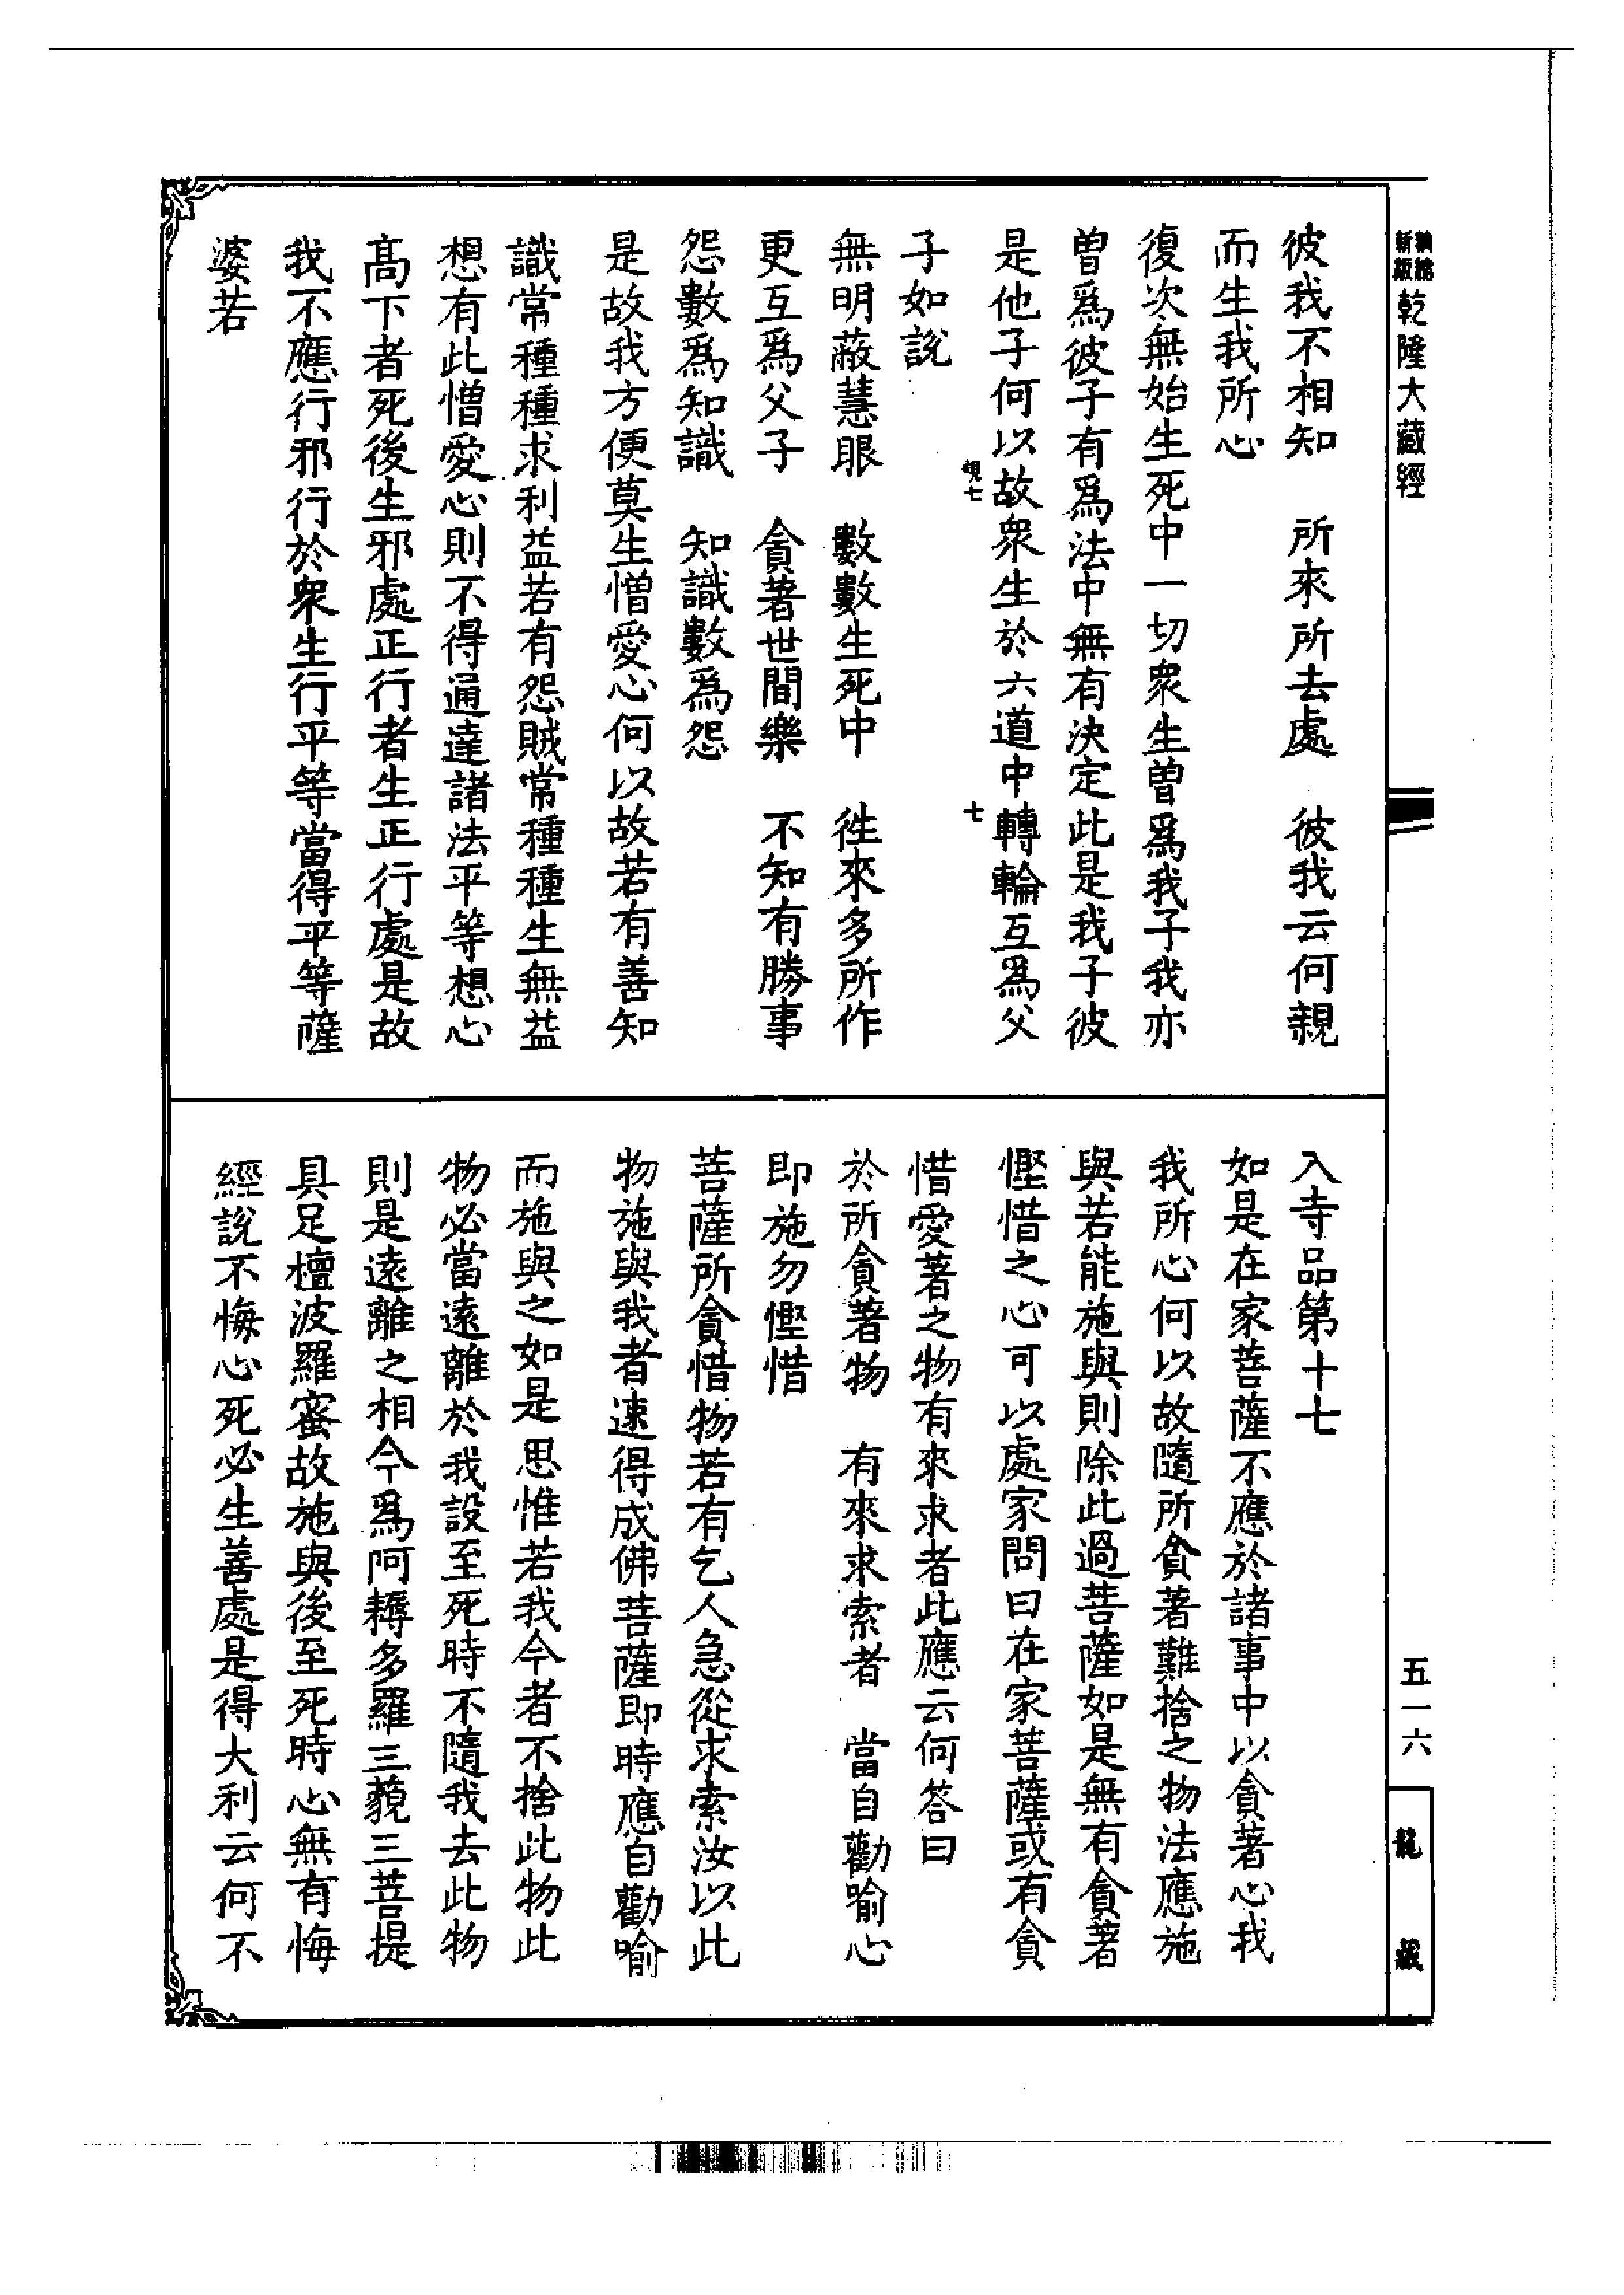 新版精縮乾隆大藏經
彼我不相知　所來所去處　彼我云何親
而生我所心
復次無始生死中一切衆生曾爲我子我亦
曾爲彼子有爲法中無有決定此是我子彼
是他子何以故衆生於六道中轉輪互爲父
七
子如說
無明蔽慧眼　數數生死中　徃來多所作
更互爲父子　貪著世間樂　不知有勝事
怨數爲知識　知識數爲怨
是故我方便莫生憎愛心何以故若有善知
識常種種求利益若有怨賊常種種生無益
想有此憎愛心則不得通達諸法平等想心
高下者死後生邪處正行者生正行處是故
我不應行邪行於衆生行平等當得平等薩
婆若
入寺品第十七
如是在家菩薩不應於諸事中以貪著心我
我所心何以故隨所貪著難捨之物法應施
與若能施與則除此過菩薩如是無有貪著
慳惜之心可以處家問曰在家菩薩或有貪
惜愛著之物有來求者此應云何答曰
於所貪著物　有來求索者　當自勸喻心
即施勿慳惜
菩薩所貪惜物若有乞人急從求索汝以此
物施與我者速得成佛菩薩即時應自勸喻
而施與之如是思惟若我今者不捨此物此
物必當遠離於我設至死時不隨我去此物
則是遠離之相今爲阿耨多羅三藐三菩提
具足檀波羅蜜故施與後至死時心無有悔
經說不悔心死必生善處是得大利云何不
五一六
龍藏